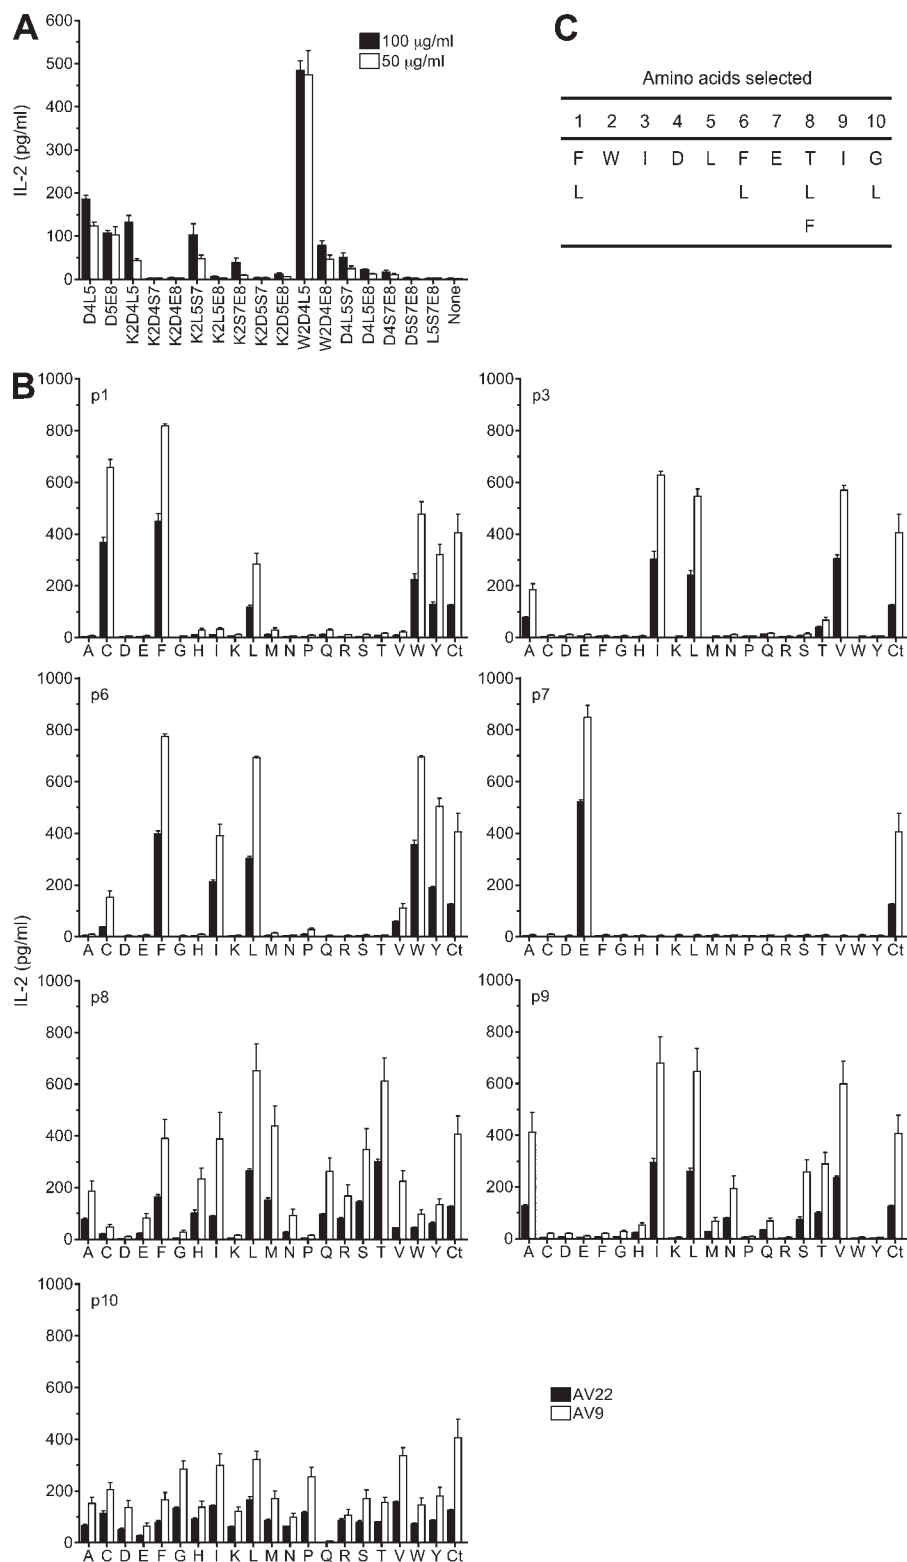 A
600
500
400
300
200
100
0
IL-2 (pg/ml)
100 µg/ml
50 µg/ml
D4L5
D5E8
K2D4L5
K2D4S7
K2D4E8
K2L5S7
K2L5E8
K2S7E8
K2D5S7
K2D5E8
W2D4L5
W2D4E8
D4L5S7
D4L5E8
D4S7E8
D5S7E8
L5S7E8
None
C
Amino acids selected
1 2 3 4 5 6 7 8 9 10
F W I D L F E T I G
L L L L
F
B
IL-2 (pg/ml)
p1
1000
800
600
400
200
0
A C D E F G H I K L M N P Q R S T V W Y Ct
p3
1000
800
600
400
200
0
A C D E F G H I K L M N P Q R S T V W Y Ct
p6
1000
800
600
400
200
0
A C D E F G H I K L M N P Q R S T V W Y Ct
p7
1000
800
600
400
200
0
A C D E F G H I K L M N P Q R S T V W Y Ct
p8
1000
800
600
400
200
0
A C D E F G H I K L M N P Q R S T V W Y Ct
p9
1000
800
600
400
200
0
A C D E F G H I K L M N P Q R S T V W Y Ct
p10
1000
800
600
400
200
0
A C D E F G H I K L M N P Q R S T V W Y Ct
AV22
AV9